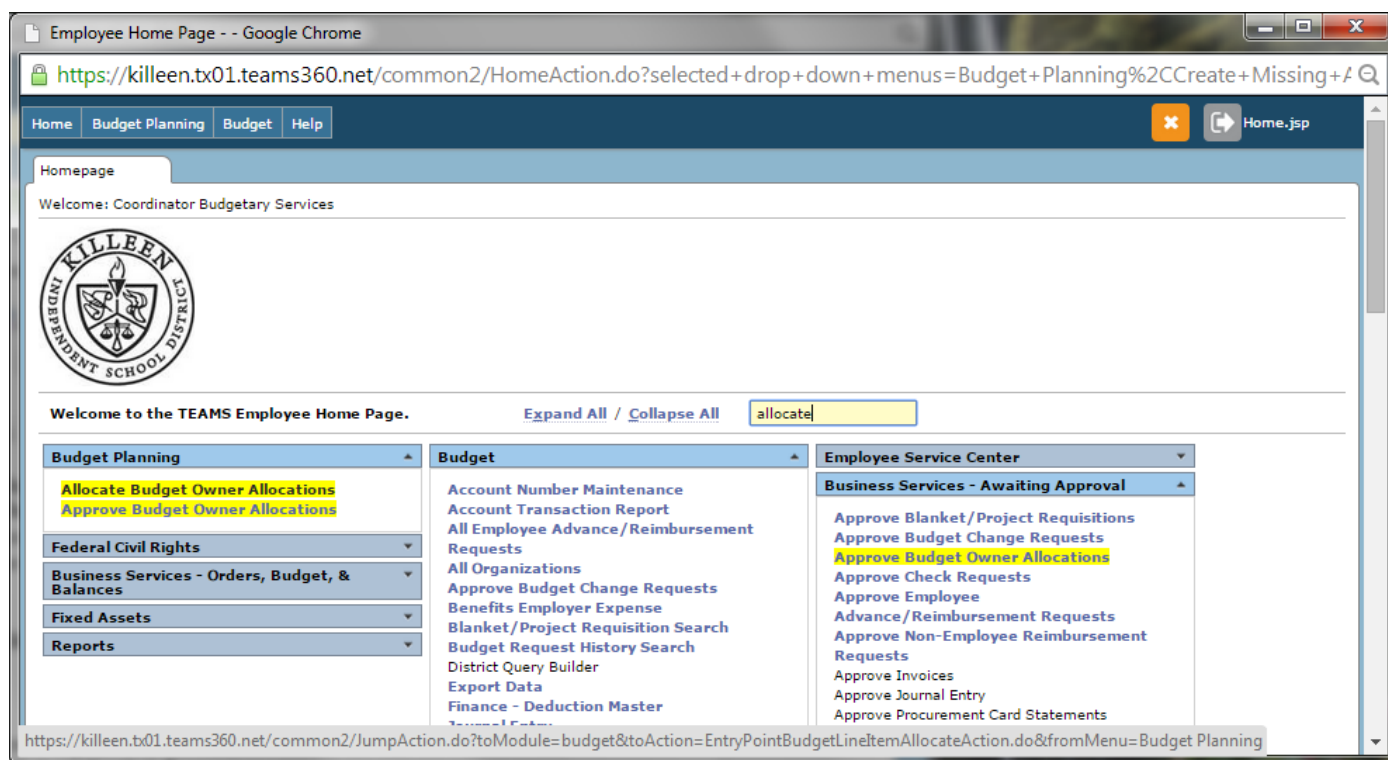 Employee Home Page - - Google Chrome
https://killeen.tx01.teams360.net/common2/HomeAction.do?selected+drop+down+menus=Budget+Planning%2CCreate+Missing+A
Home Budget Planning Budget Help Home.jsp
Homepage
Welcome: Coordinator Budgetary Services
KILLEEN
INDEPENDENT SCHOOL DISTRICT
Welcome to the TEAMS Employee Home Page. Expand All / Collapse All allocate
Budget Planning
Allocate Budget Owner Allocations
Approve Budget Owner Allocations
Federal Civil Rights
Business Services - Orders, Budget, &
Balances
Fixed Assets
Reports
Budget
Account Number Maintenance
Account Transaction Report
All Employee Advance/Reimbursement
Requests
All Organizations
Approve Budget Change Requests
Benefits Employer Expense
Blanket/Project Requisition Search
Budget Request History Search
District Query Builder
Export Data
Finance - Deduction Master
Journal Entry
Employee Service Center
Business Services - Awaiting Approval
Approve Blanket/Project Requisitions
Approve Budget Change Requests
Approve Budget Owner Allocations
Approve Check Requests
Approve Employee
Advance/Reimbursement Requests
Approve Non-Employee Reimbursement
Requests
Approve Invoices
Approve Journal Entry
Approve Procurement Card Statements
https://killeen.tx01.teams360.net/common2/JumpAction.do?toModule=budget&toAction=EntryPointBudgetLineItemAllocateAction.do&fromMenu=Budget Planning